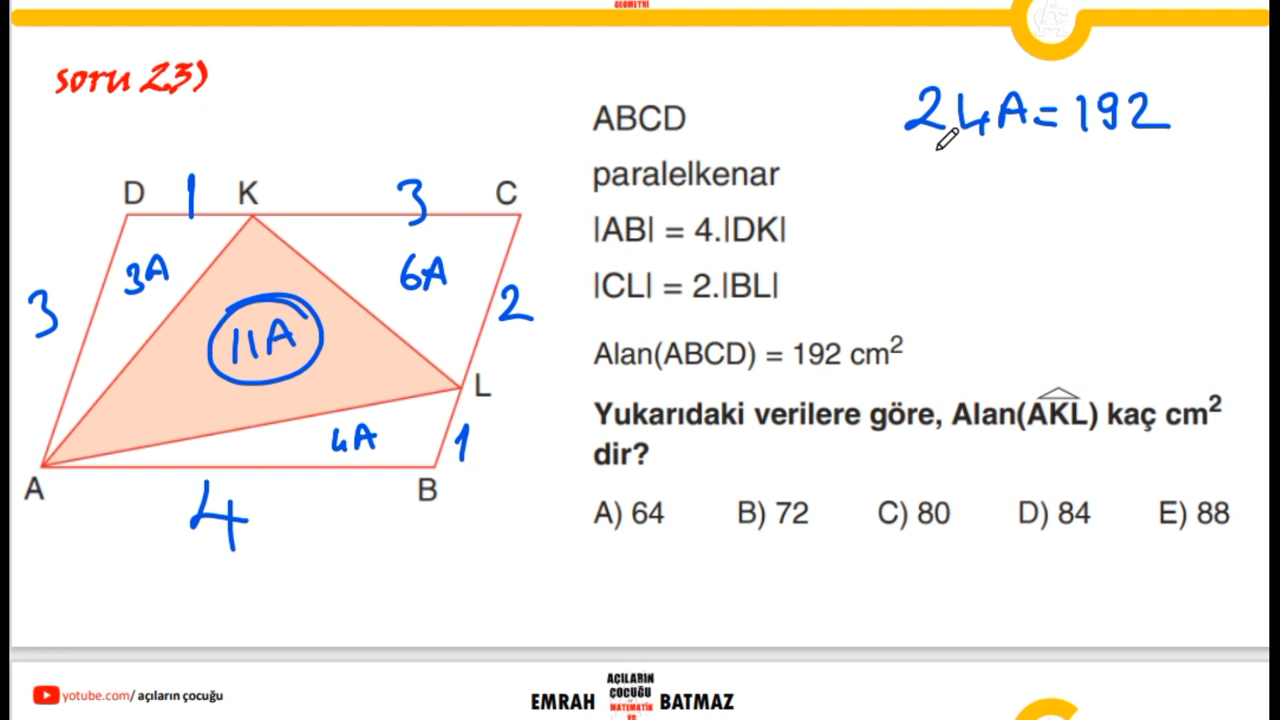 GEOMETRİ
soru 23)
ABCD
24A=192
paralelkenar
|AB| = 4.|DK|
|CL| = 2.|BL|
Alan(ABCD) = 192 cm²
Yukarıdaki verilere göre, Alan(AKL) kaç cm²
dir?
A) 64 B) 72 C) 80 D) 84 E) 88
D 1 K 3 C
3A 6A
3 11A 2
L
4A 1
A B
4
yotube.com/ açıların çocuğu
EMRAH AÇILARIN ÇOCUĞU BATMAZ
MATEMATİK
ve